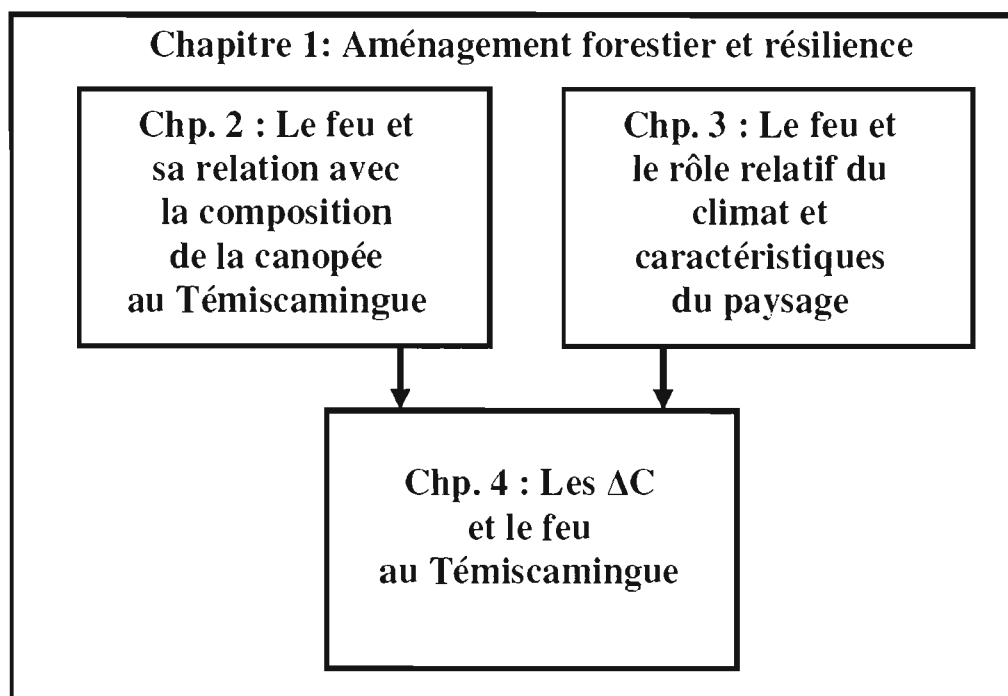 Chapitre 1: Aménagement forestier et résilience
Chp. 2 : Le feu et
sa relation avec
la composition
de la canopée
au Témiscamingue
Chp. 3 : Le feu et
le rôle relatif du
climat et
caractéristiques
du paysage
Chp. 4 : Les ΔC
et le feu
au Témiscamingue